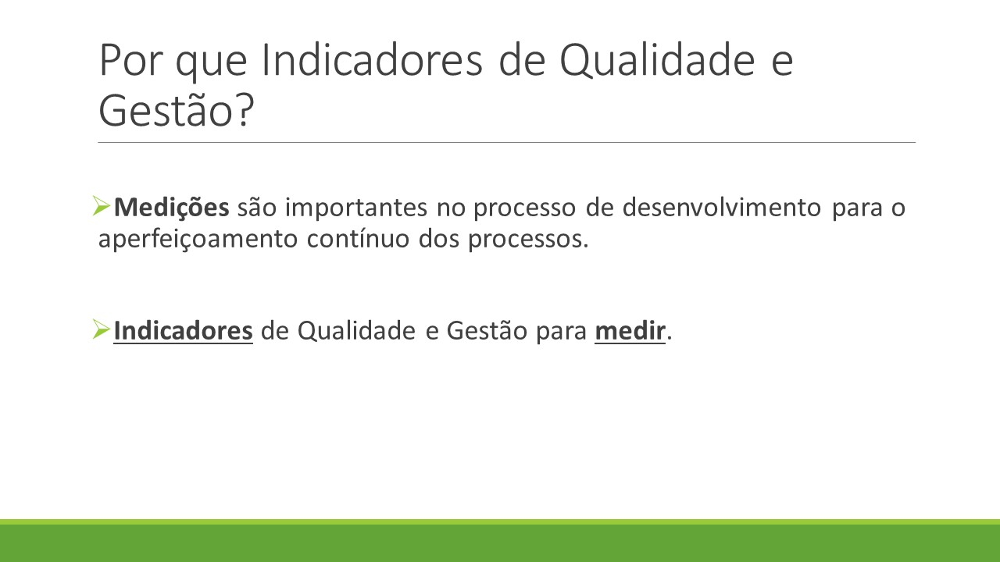 Por que Indicadores de Qualidade e
Gestão?
Medições são importantes no processo de desenvolvimento para o
aperfeiçoamento contínuo dos processos.
Indicadores de Qualidade e Gestão para medir.